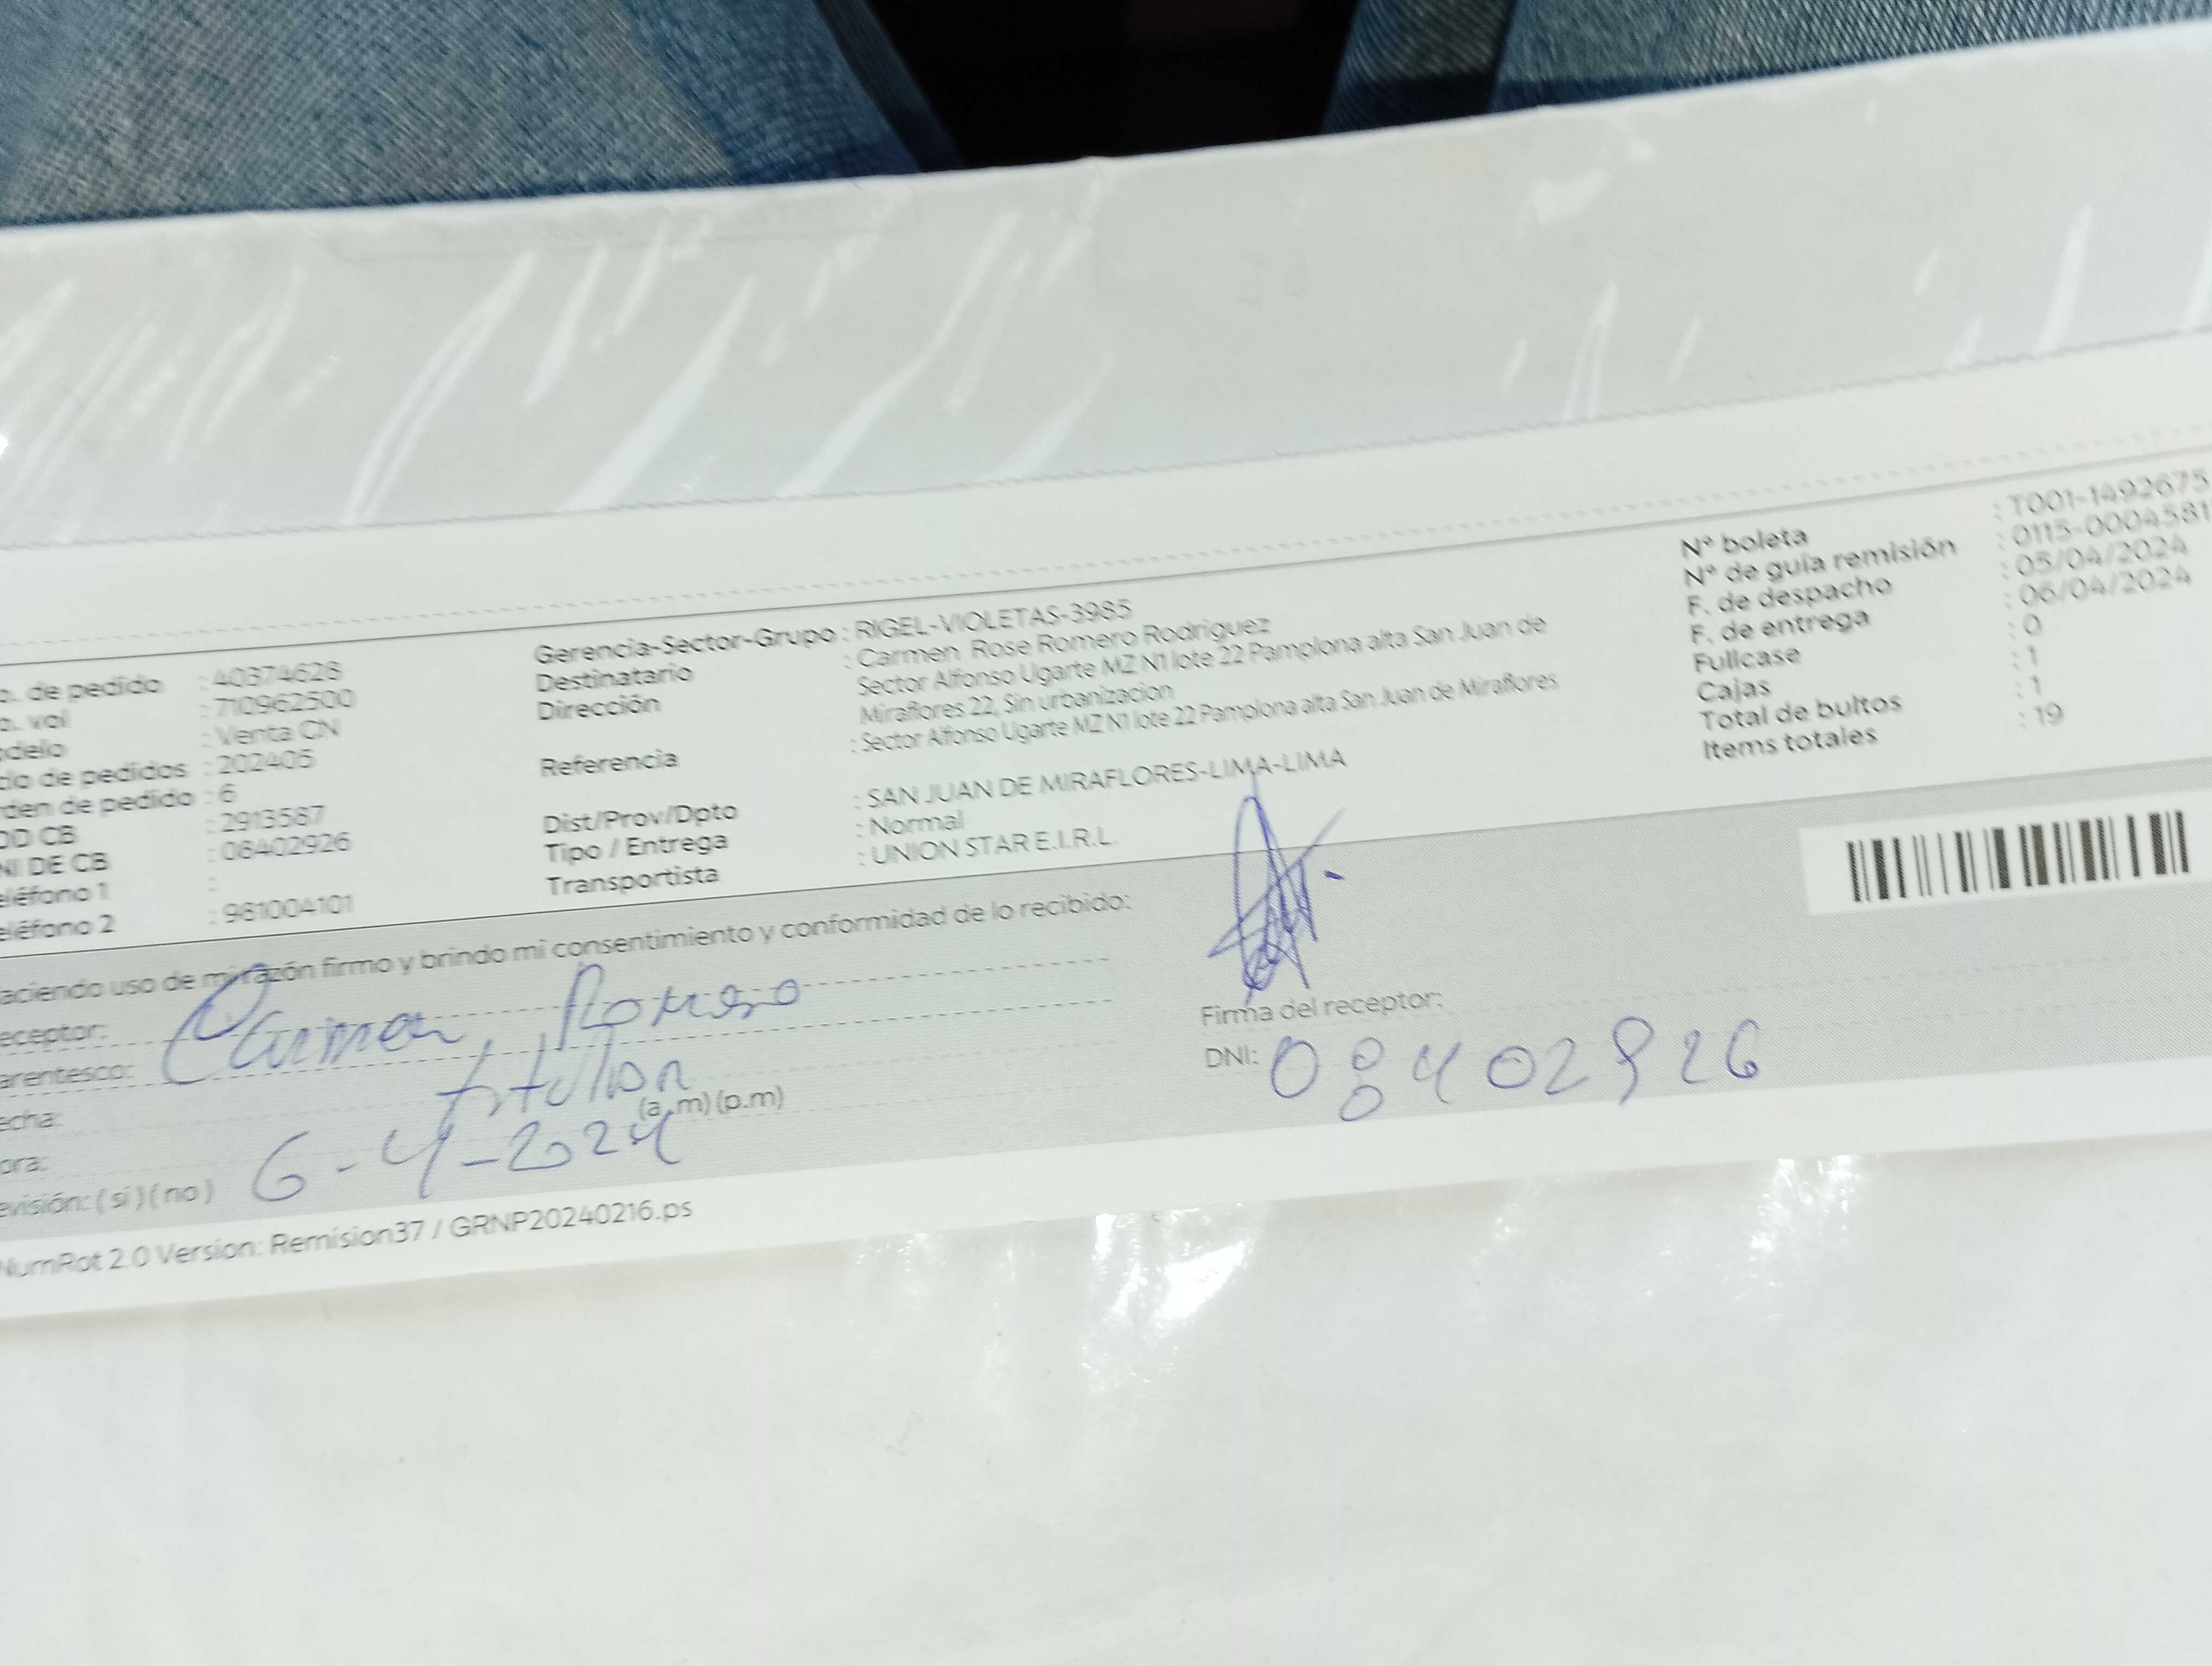 o. de pedido : 40374628
o. val : 710962500
odelo : Venta CN
clo de pedidos : 202405
rden de pedido : 6
OD CB : 2913587
NI DE CB : 08402926
eléfono 1 :
eléfono 2 : 981004101
Gerencia-Sector-Grupo : RIGEL-VIOLETAS-3985
Destinatario : Carmen Rose Romero Rodriguez
Dirección : Sector Alfonso Ugarte MZ N1 lote 22 Pamplona alta San Juan de
Miraflores 22, Sin urbanizacion
Referencia : Sector Alfonso Ugarte MZ N1 lote 22 Pamplona alta San Juan de Miraflores
Dist/Prov/Dpto : SAN JUAN DE MIRAFLORES-LIMA-LIMA
Tipo / Entrega : Normal
Transportista : UNION STAR E.I.R.L.
N° boleta : T001-1492675
N° de guía remisión : 0115-0004581
F. de despacho : 05/04/2024
F. de entrega : 06/04/2024
Fullcase : 0
Cajas : 1
Total de bultos : 1
Items totales : 19
aciendo uso de mi razón firmo y brindo mi consentimiento y conformidad de lo recibido:
eceptor: Carmen Romero
arentesco: titular
echa: 6-4-2024
ora: (a.m) (p.m)
evisión: ( sí ) ( no )
Firma del receptor:
DNI: 08402926
NumRot 2.0 Version: Remision37 / GRNP20240216.ps